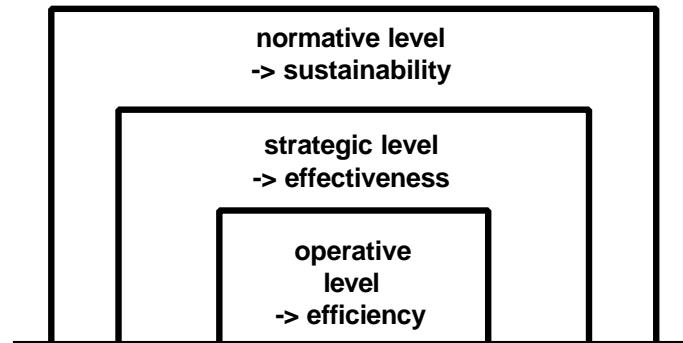 normative level
-> sustainability
strategic level
-> effectiveness
operative
level
-> efficiency